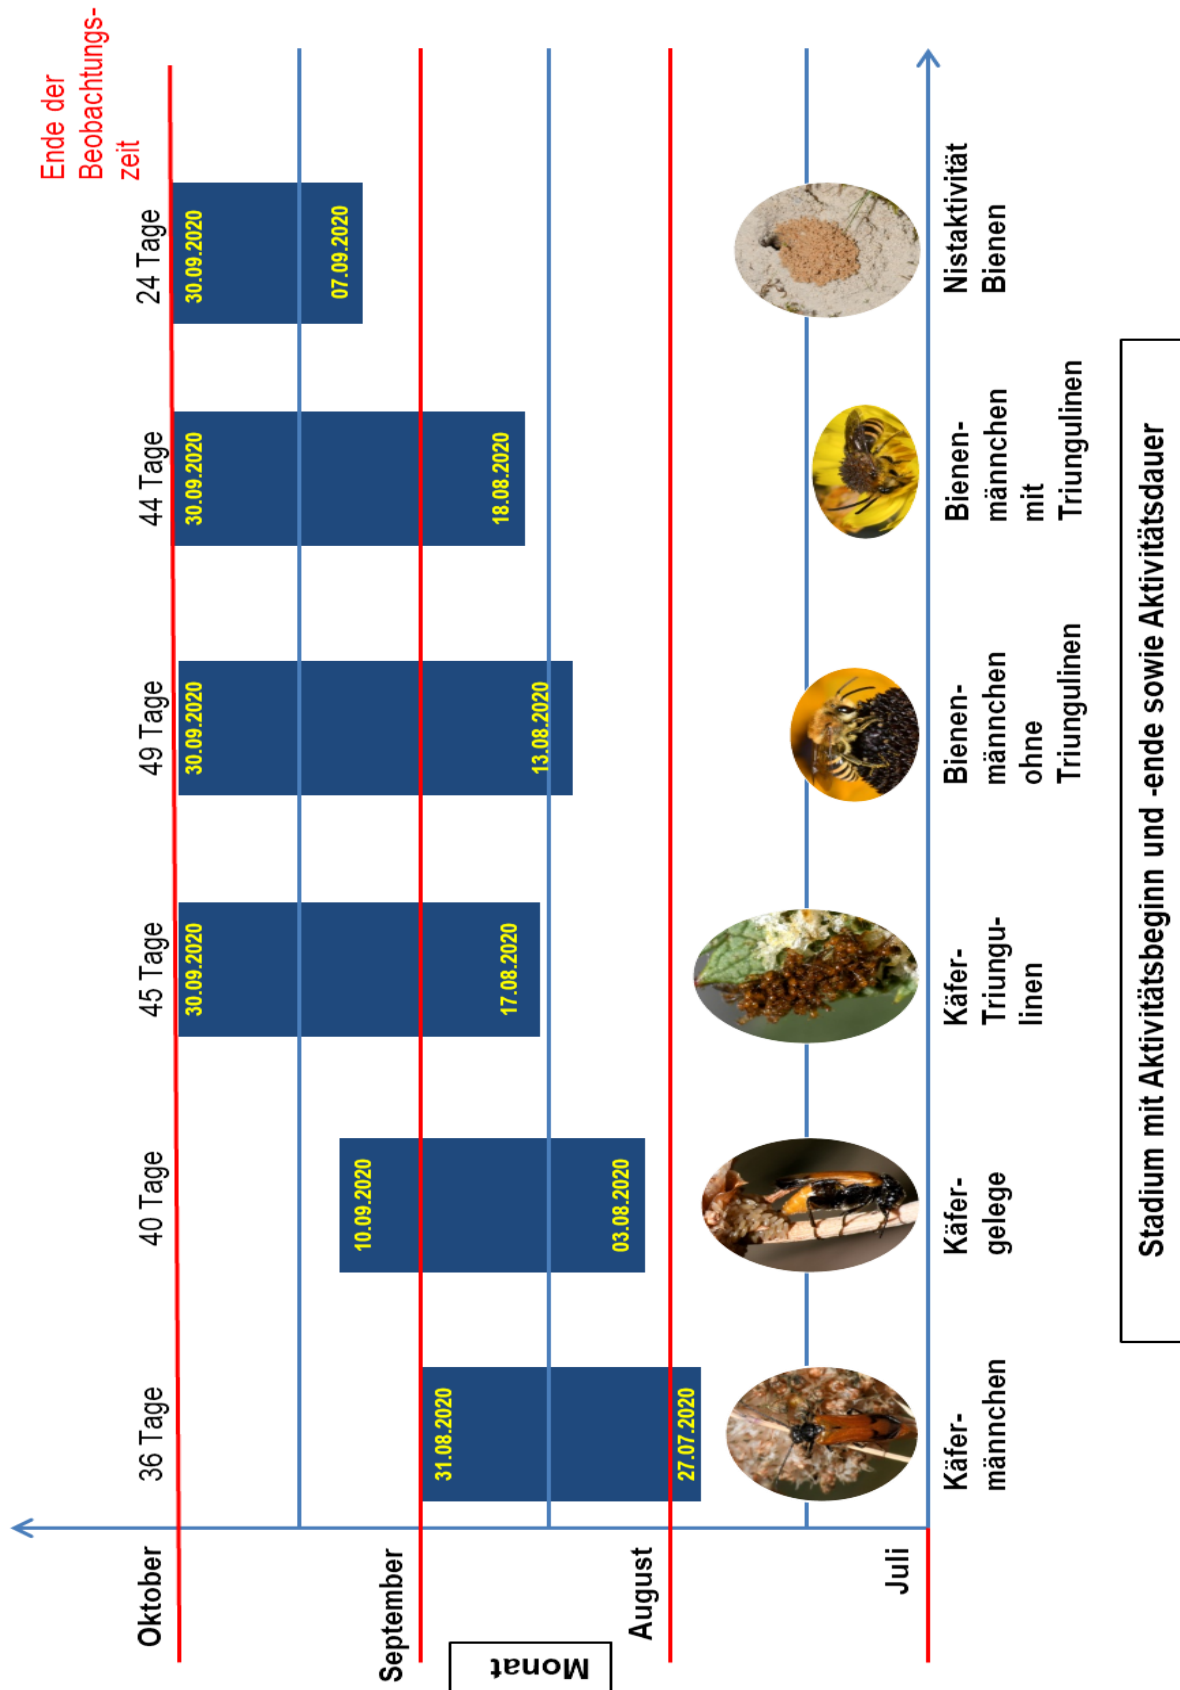 Ende der
Beobachtungs-
zeit
36 Tage
40 Tage
45 Tage
49 Tage
44 Tage
24 Tage
Oktober
September
August
Juli
Monat
31.08.2020
27.07.2020
10.09.2020
03.08.2020
30.09.2020
17.08.2020
30.09.2020
13.08.2020
30.09.2020
18.08.2020
30.09.2020
07.09.2020
Käfer-
männchen
Käfer-
gelege
Käfer-
Triungu-
linen
Bienen-
männchen
ohne
Triungulinen
Bienen-
männchen
mit
Triungulinen
Nistaktivität
Bienen
Stadium mit Aktivitätsbeginn und -ende sowie Aktivitätsdauer